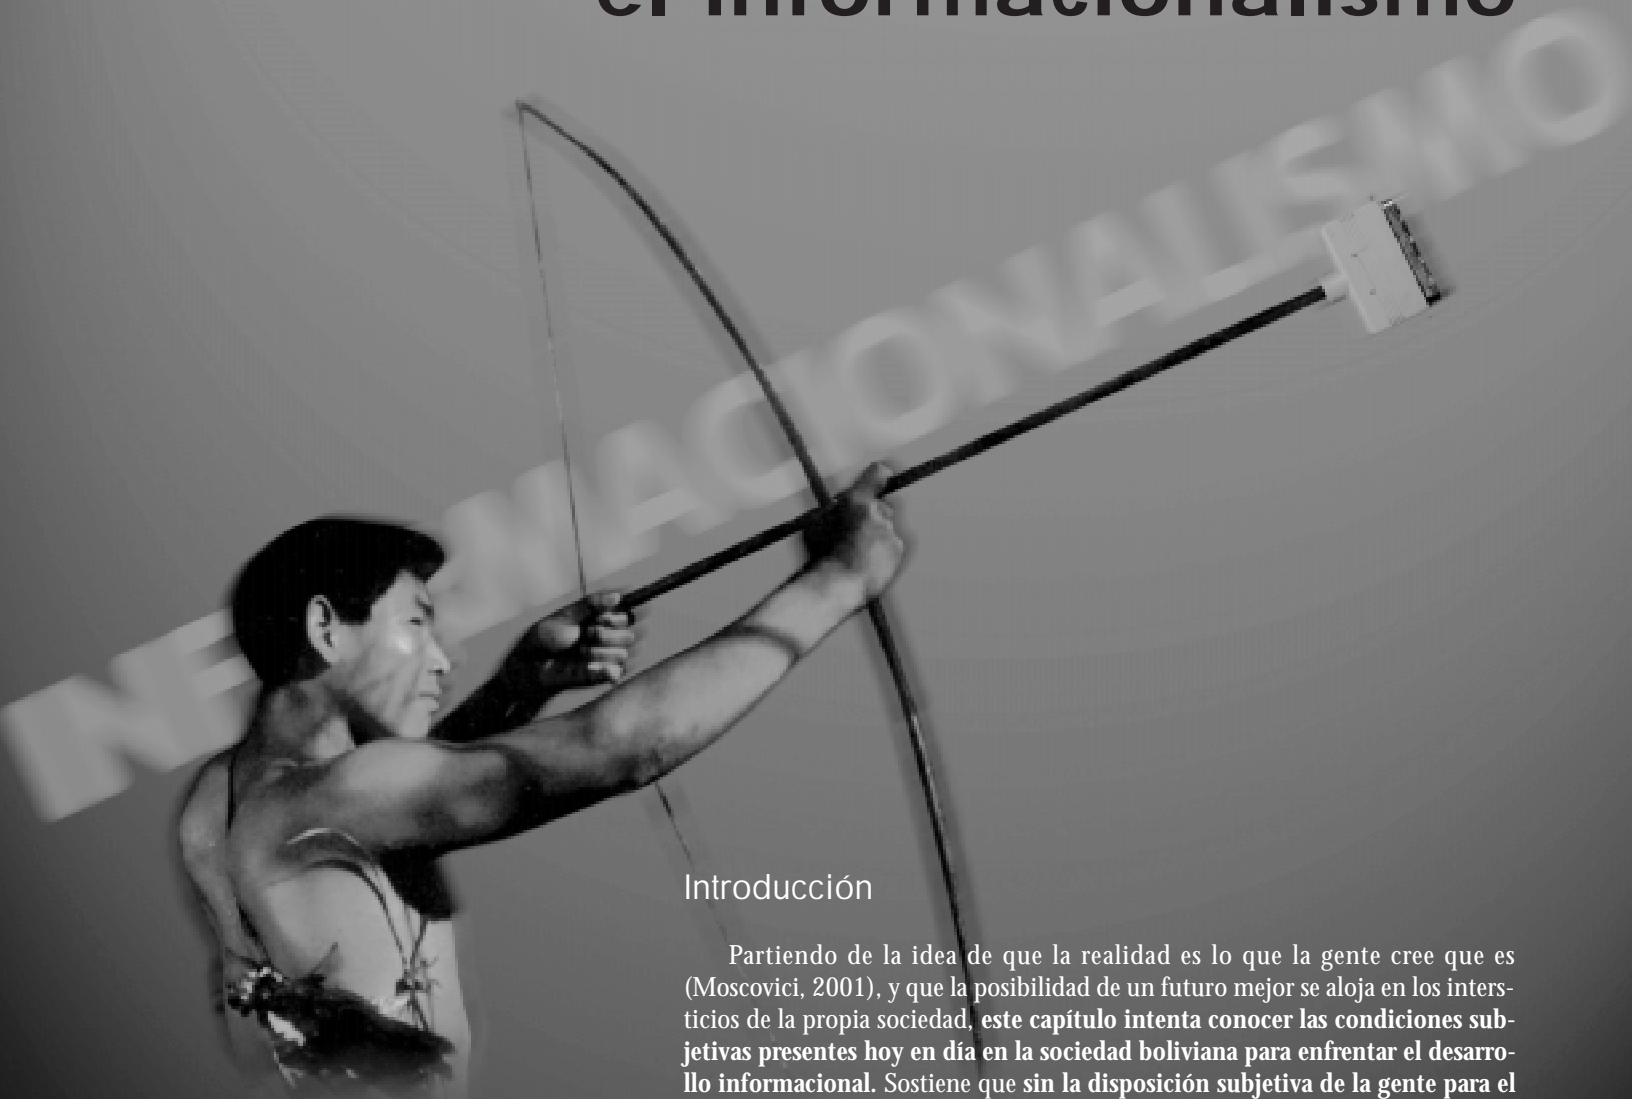 el informacionalismo
INFORMACIONALISMO
Introducción
Partiendo de la idea de que la realidad es lo que la gente cree que es
(Moscovici, 2001), y que la posibilidad de un futuro mejor se aloja en los inters-
ticios de la propia sociedad, este capítulo intenta conocer las condiciones sub-
jetivas presentes hoy en día en la sociedad boliviana para enfrentar el desarro-
llo informacional. Sostiene que sin la disposición subjetiva de la gente para el